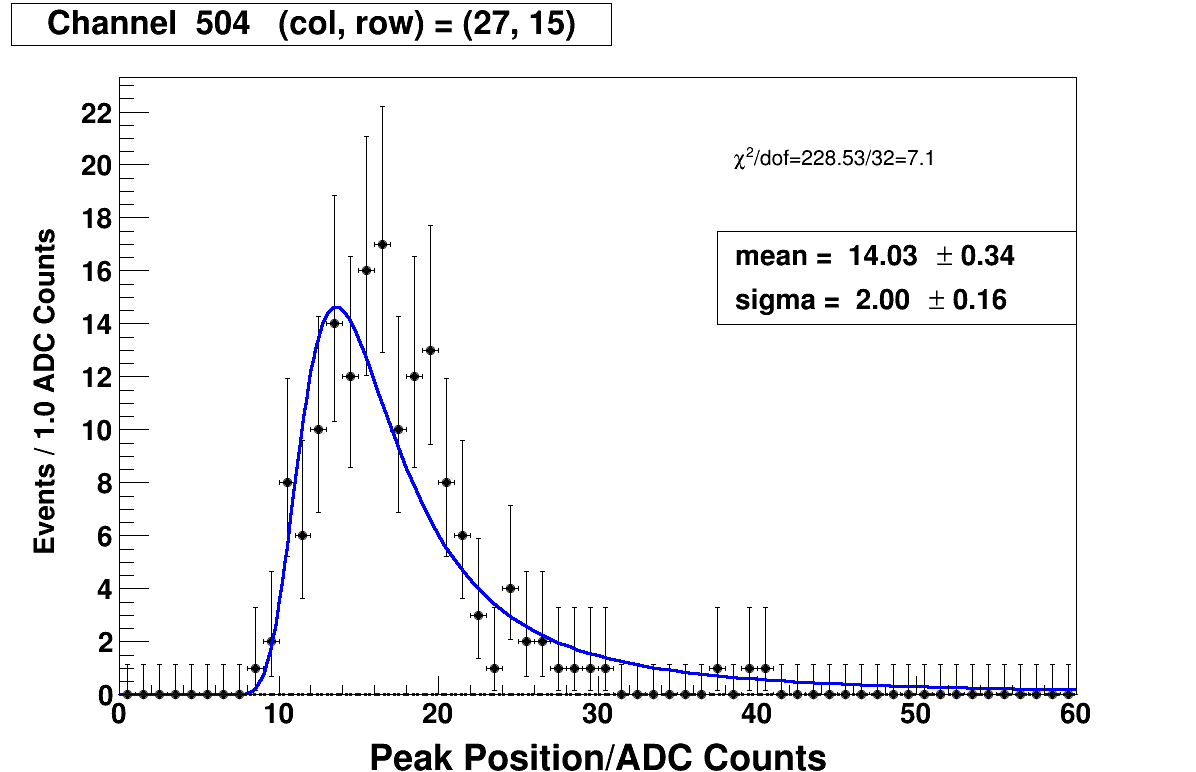 Channel 504 (col, row) = (27, 15)
22
20
18
16
14
12
10
8
6
4
2
0
Events / 1.0 ADC Counts
χ²/dof=228.53/32=7.1
mean = 14.03 ± 0.34
sigma = 2.00 ± 0.16
0 10 20 30 40 50 60
Peak Position/ADC Counts